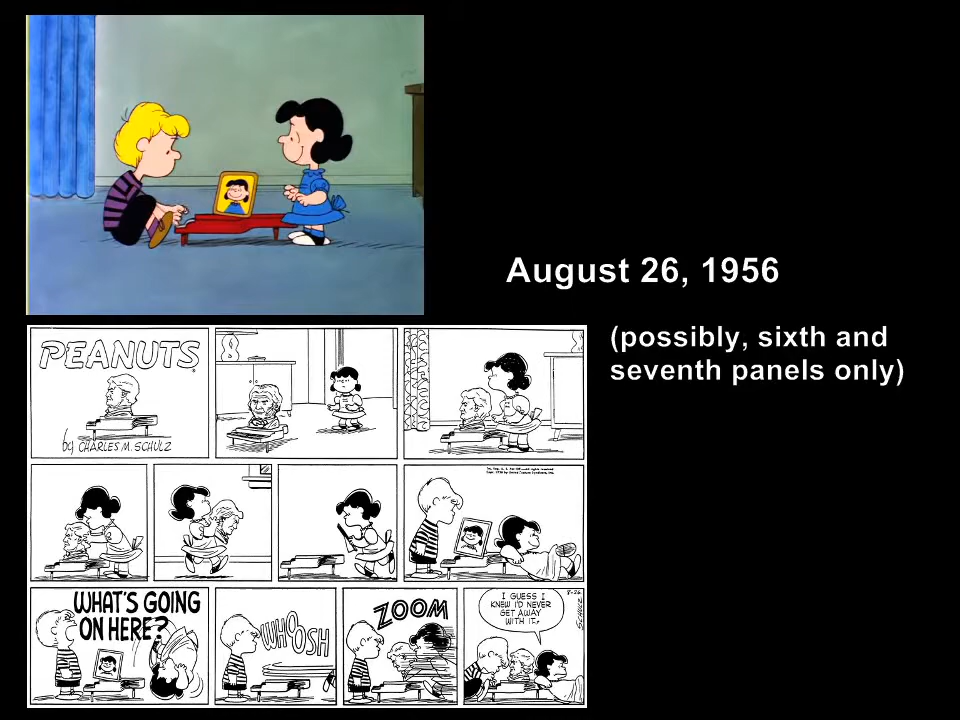 August 26, 1956
(possibly, sixth and
seventh panels only)
PEANUTS
by CHARLES M. SCHULZ
WHAT'S GOING
ON HERE?
WHOOSH
ZOOM
I GUESS I
KNEW I'D NEVER
GET AWAY
WITH IT..
8-26
SCHULZ